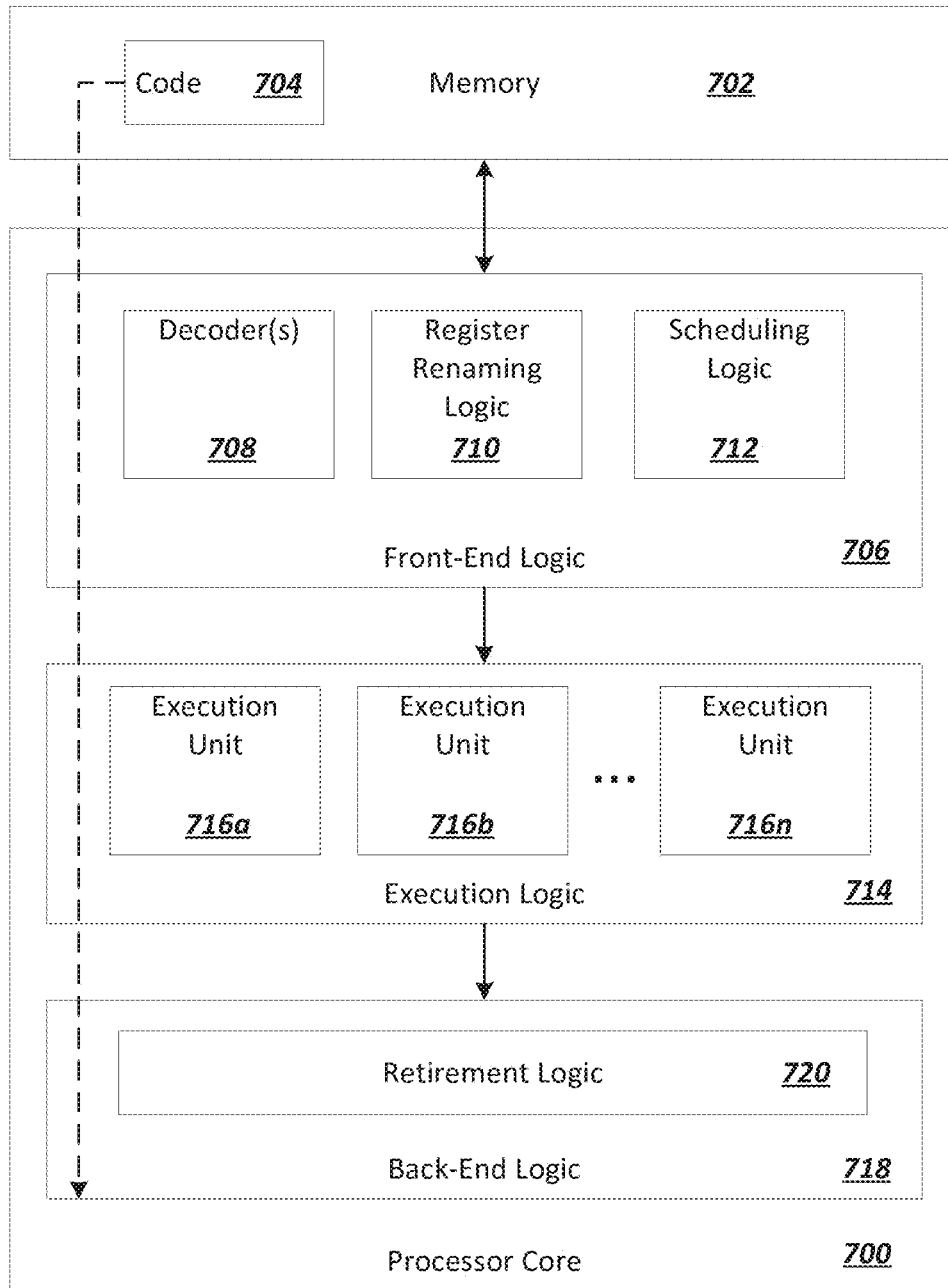 Code 704 Memory 702
Decoder(s)
708
Register
Renaming
Logic
710
Scheduling
Logic
712
Front-End Logic 706
Execution
Unit
716a
Execution
Unit
716b
...
Execution
Unit
716n
Execution Logic 714
Retirement Logic 720
Back-End Logic 718
Processor Core 700